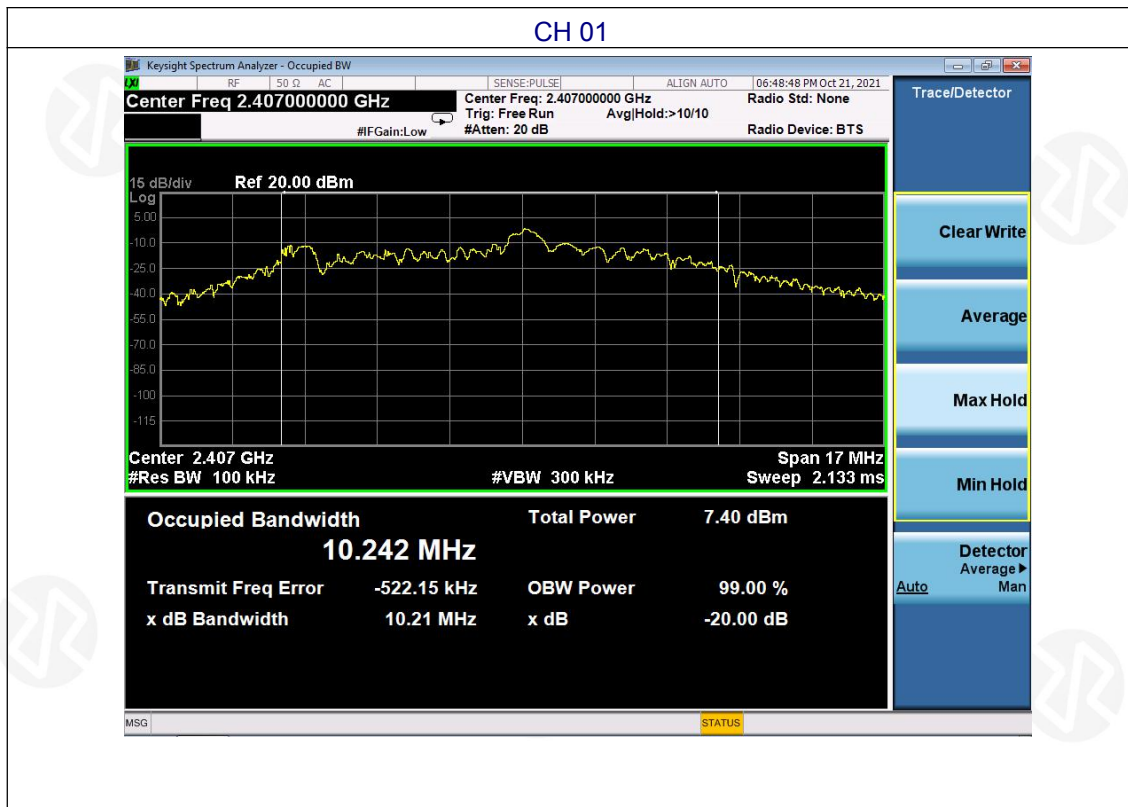 CH 01
Keysight Spectrum Analyzer - Occupied BW
LXI RF 50 Ω AC SENSE:PULSE ALIGN AUTO 06:48:48 PM Oct 21, 2021
Center Freq 2.407000000 GHz
#IFGain:Low
Center Freq: 2.407000000 GHz
Trig: Free Run Avg|Hold:>10/10
#Atten: 20 dB
Radio Std: None
Radio Device: BTS
15 dB/div Ref 20.00 dBm
Log
5.00
-10.0
-25.0
-40.0
-55.0
-70.0
-85.0
-100
-115
Center 2.407 GHz Span 17 MHz
#Res BW 100 kHz #VBW 300 kHz Sweep 2.133 ms
Occupied Bandwidth Total Power 7.40 dBm
10.242 MHz
Transmit Freq Error -522.15 kHz OBW Power 99.00 %
x dB Bandwidth 10.21 MHz x dB -20.00 dB
Trace/Detector
Clear Write
Average
Max Hold
Min Hold
Detector
Average▶
Auto Man
MSG STATUS